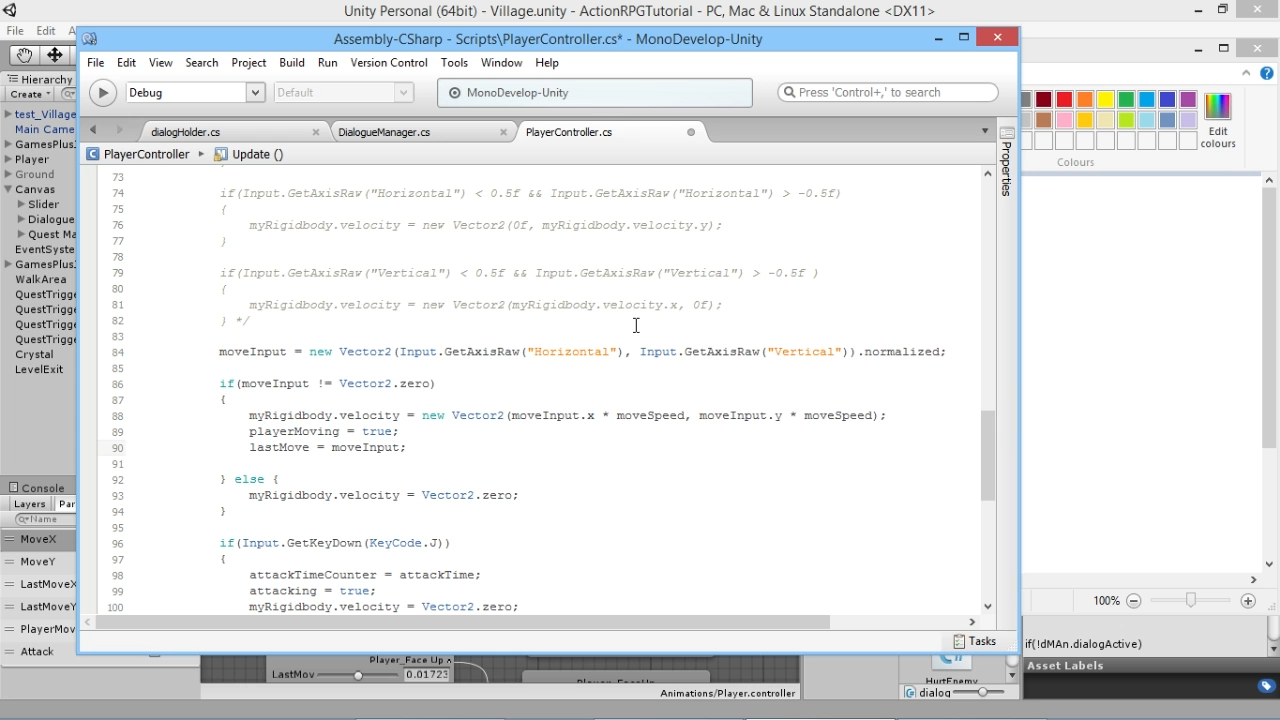 Unity Personal (64bit) - Village.unity - ActionRPGTutorial - PC, Mac & Linux Standalone <DX11>
File Edit
Assembly-CSharp - Scripts\PlayerController.cs* - MonoDevelop-Unity
File Edit View Search Project Build Run Version Control Tools Window Help
Debug
Default
MonoDevelop-Unity
Press 'Control+,' to search
dialogHolder.cs
DialogueManager.cs
PlayerController.cs
PlayerController
Update ()
Properties
73
74 if(Input.GetAxisRaw("Horizontal") < 0.5f && Input.GetAxisRaw("Horizontal") > -0.5f)
75 {
76 myRigidbody.velocity = new Vector2(0f, myRigidbody.velocity.y);
77 }
78
79 if(Input.GetAxisRaw("Vertical") < 0.5f && Input.GetAxisRaw("Vertical") > -0.5f )
80 {
81 myRigidbody.velocity = new Vector2(myRigidbody.velocity.x, 0f);
82 } */
83
84 moveInput = new Vector2(Input.GetAxisRaw("Horizontal"), Input.GetAxisRaw("Vertical")).normalized;
85
86 if(moveInput != Vector2.zero)
87 {
88 myRigidbody.velocity = new Vector2(moveInput.x * moveSpeed, moveInput.y * moveSpeed);
89 playerMoving = true;
90 lastMove = moveInput;
91
92 } else {
93 myRigidbody.velocity = Vector2.zero;
94 }
95
96 if(Input.GetKeyDown(KeyCode.J))
97 {
98 attackTimeCounter = attackTime;
99 attacking = true;
100 myRigidbody.velocity = Vector2.zero;
Tasks
Hierarchy
Create
test_Village
Main Came
GamesPlus
Player
Ground
Canvas
Slider
Dialogue
Quest Ma
EventSyste
GamesPlus
WalkArea
QuestTrigge
QuestTrigge
QuestTrigge
QuestTrigge
Crystal
LevelExit
Console
Layers Par
Name
MoveX
MoveY
LastMoveX
LastMoveY
PlayerMov
Attack
Edit
colours
Colours
100%
if(!dMAn.dialogActive)
Asset Labels
Player_Face Up
LastMov 0.01723
Animations/Player.controller
HurtEnemy
dialog